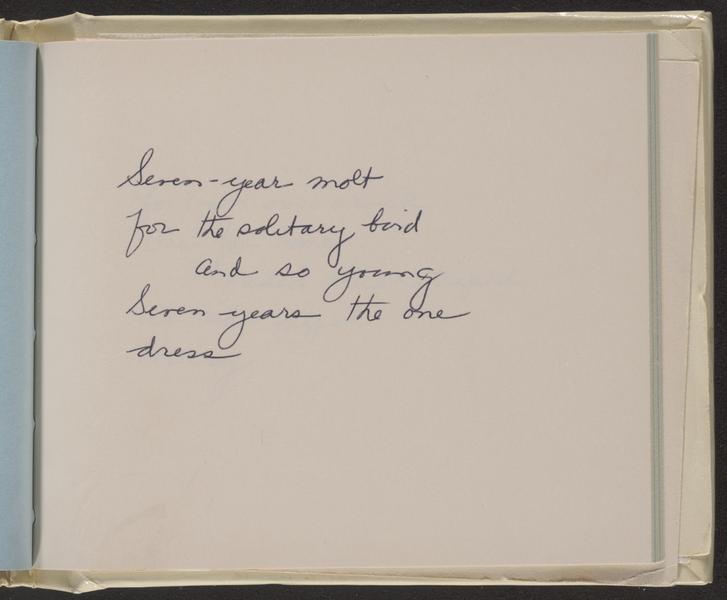 Seven-year molt
for the solitary bird
and so young
Seven years the one
dress